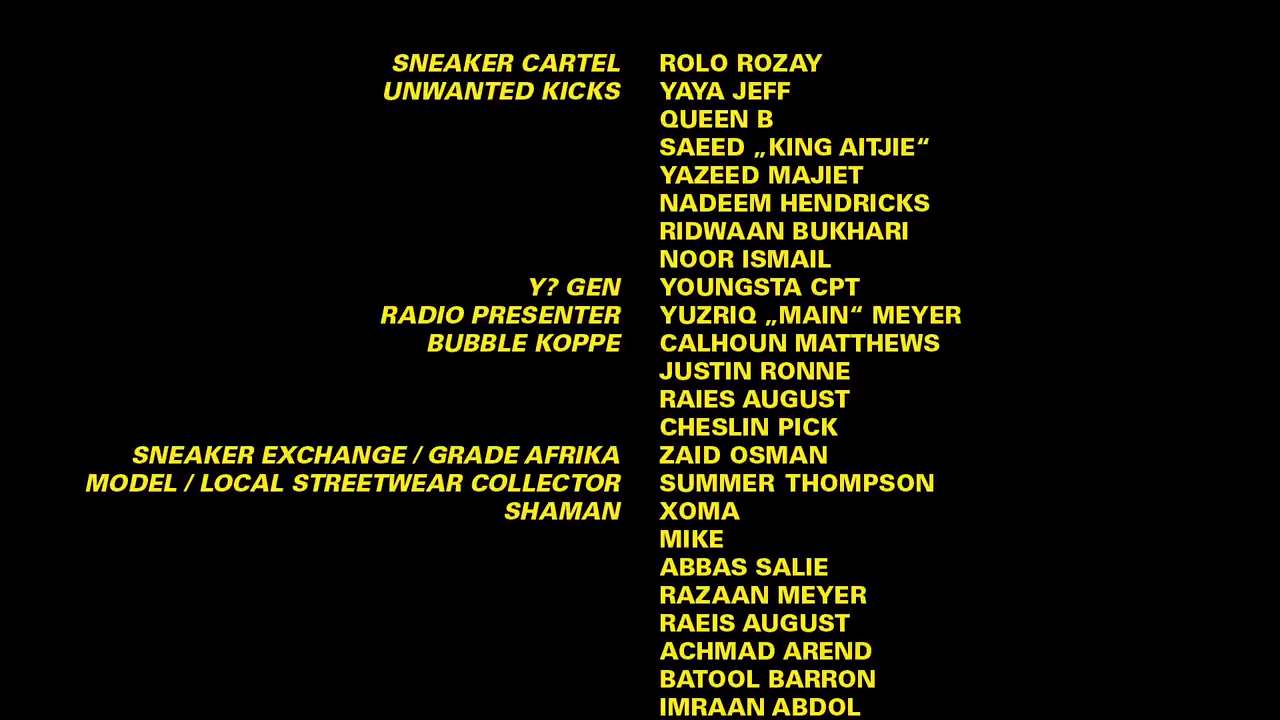 SNEAKER CARTEL ROLO ROZAY
UNWANTED KICKS YAYA JEFF
QUEEN B
SAEED „KING AITJIE“
YAZEED MAJIET
NADEEM HENDRICKS
RIDWAAN BUKHARI
NOOR ISMAIL
Y? GEN YOUNGSTA CPT
RADIO PRESENTER YUZRIQ „MAIN“ MEYER
BUBBLE KOPPE CALHOUN MATTHEWS
JUSTIN RONNE
RAIES AUGUST
CHESLIN PICK
SNEAKER EXCHANGE / GRADE AFRIKA ZAID OSMAN
MODEL / LOCAL STREETWEAR COLLECTOR SUMMER THOMPSON
SHAMAN XOMA
MIKE
ABBAS SALIE
RAZAAN MEYER
RAEIS AUGUST
ACHMAD AREND
BATOOL BARRON
IMRAAN ABDOL